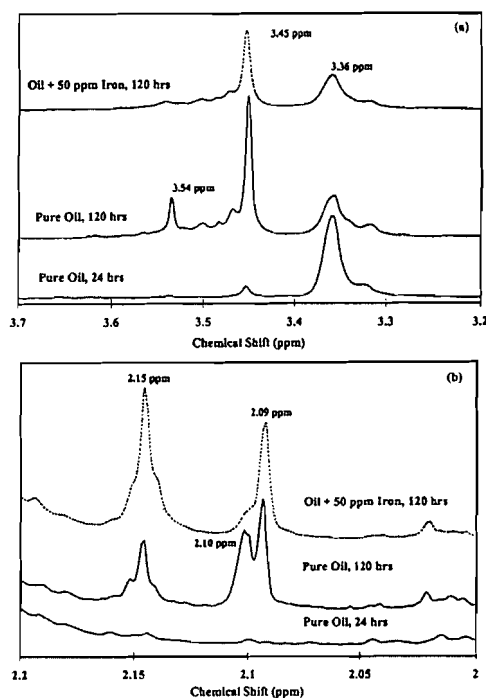 (a)
3.45 ppm
3.36 ppm
Oil + 50 ppm Iron, 120 hrs
3.54 ppm
Pure Oil, 120 hrs
Pure Oil, 24 hrs
3.7 3.6 3.5 3.4 3.3 3.2
Chemical Shift (ppm)
(b)
2.15 ppm
2.09 ppm
Oil + 50 ppm Iron, 120 hrs
2.10 ppm
Pure Oil, 120 hrs
Pure Oil, 24 hrs
2.1 2.15 2.1 2.05 2
Chemical Shift (ppm)